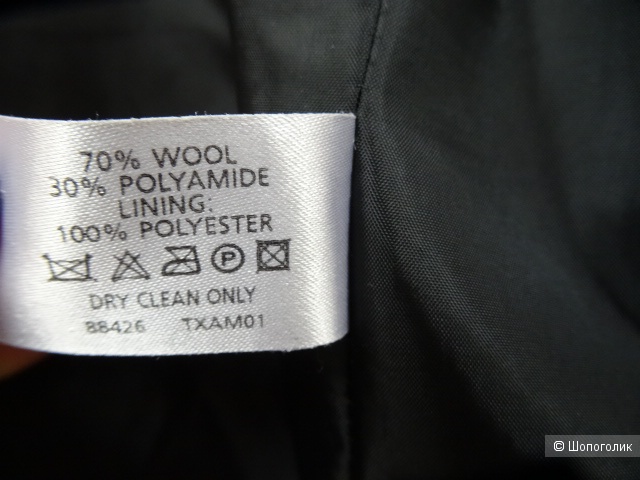 70% WOOL
30% POLYAMIDE
LINING:
100% POLYESTER
P
DRY CLEAN ONLY
88426 TXAM01
© Шопоголик